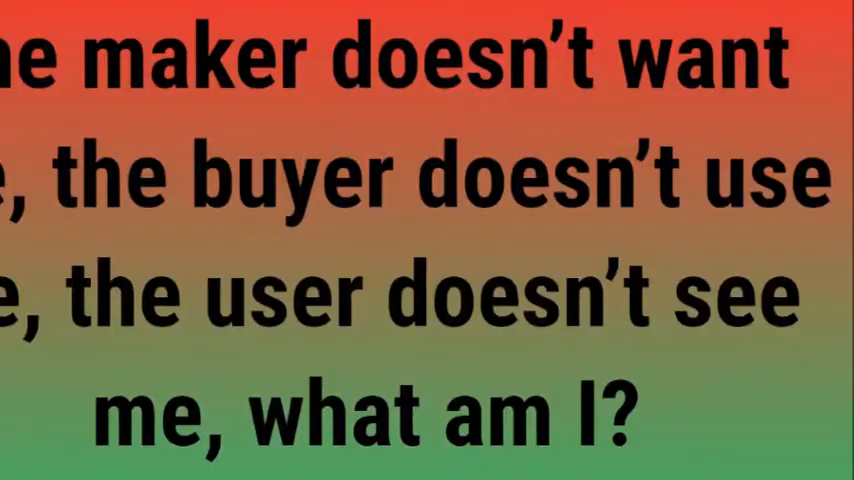 he maker doesn’t want
e, the buyer doesn’t use
e, the user doesn’t see
me, what am I?